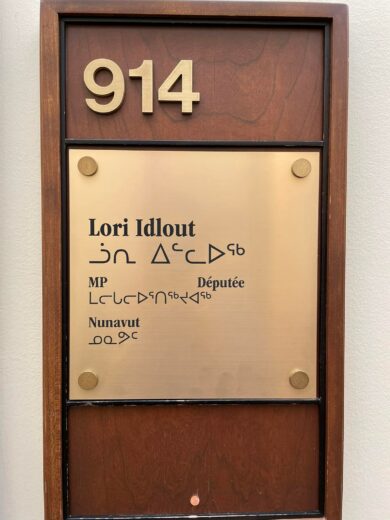 914
Lori Idlout
ᓘᕆ ᐃᓪᓚᐅᖅ
MP Députée
ᒪᓕᒐᓕᐅᕐᑎᖅᔪᐊᖅ
Nunavut
ᓄᓇᕗᑦ